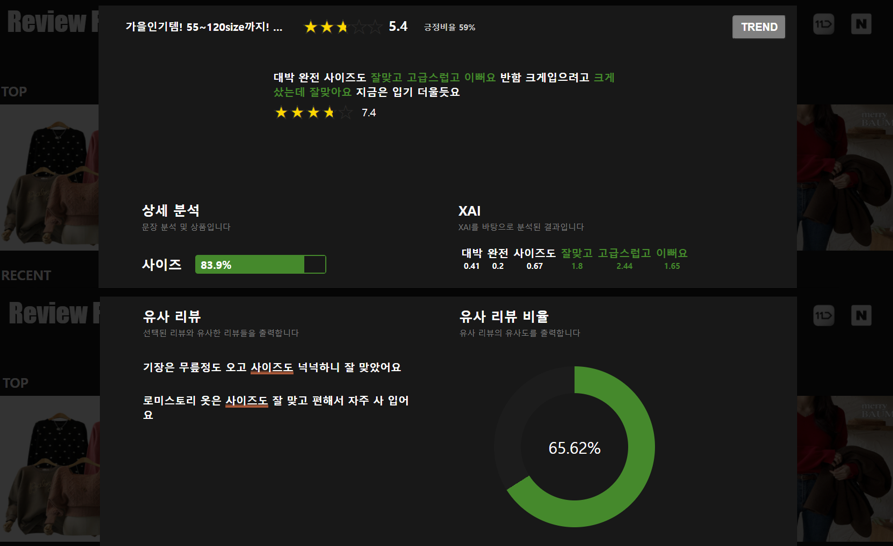 Review F
가을인기템! 55~120size까지! ... 5.4 긍정비율 59% TREND
11 N
대박 완전 사이즈도 잘맞고 고급스럽고 이뻐요 반함 크게입으려고 크게
샀는데 잘맞아요 지금은 입기 더울듯요
7.4
TOP
상세 분석
문장 분석 및 상품입니다
사이즈 83.9%
XAI
XAI를 바탕으로 분석된 결과입니다
대박 완전 사이즈도 잘맞고 고급스럽고 이뻐요
0.41 0.2 0.67 1.8 2.44 1.65
RECENT
Review F
유사 리뷰
선택된 리뷰와 유사한 리뷰들을 출력합니다
기장은 무릎정도 오고 사이즈도 넉넉하니 잘 맞았어요
로미스토리 옷은 사이즈도 잘 맞고 편해서 자주 사 입어
요
유사 리뷰 비율
유사 리뷰의 유사도를 출력합니다
65.62%
11 N
TOP